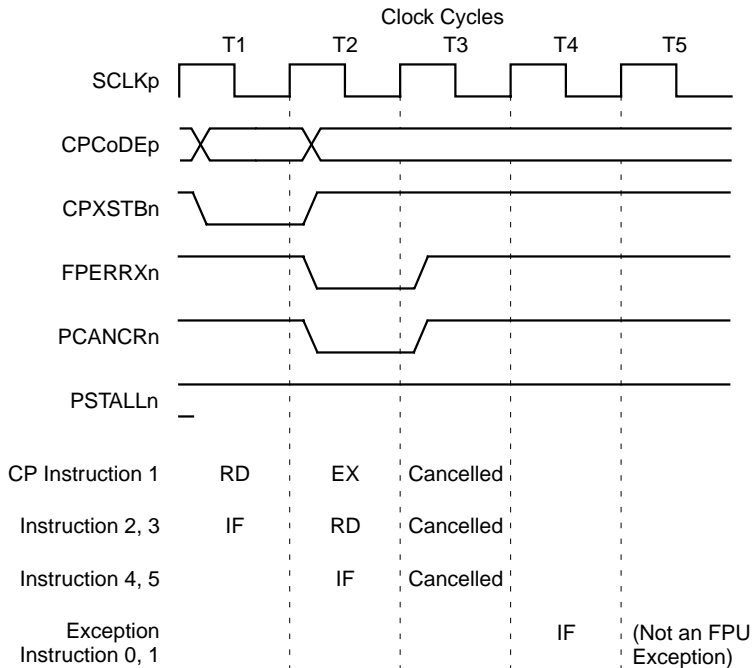 Clock Cycles
T1 T2 T3 T4 T5
SCLKp
CPCoDEp
CPXSTBn
FPERRXn
PCANCRn
PSTALLn
CP Instruction 1 RD EX Cancelled
Instruction 2, 3 IF RD Cancelled
Instruction 4, 5 IF Cancelled
Exception IF (Not an FPU
Instruction 0, 1 Exception)